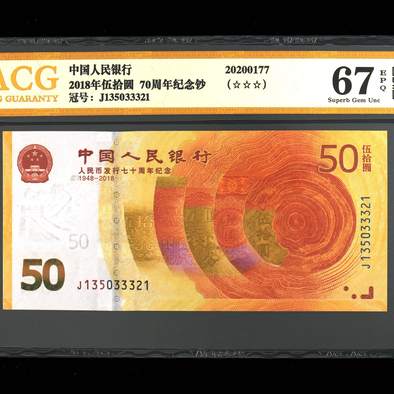 ACG
GUARANTY
中国人民银行
2018年伍拾圆 70周年纪念钞
冠号: J135033321
20200177
(☆☆☆)
67 EPQ
Superb Gem Unc
中国人民银行
人民币发行七十周年纪念
1948-2018
50 伍拾圆
50
50
J135033321
J135033321